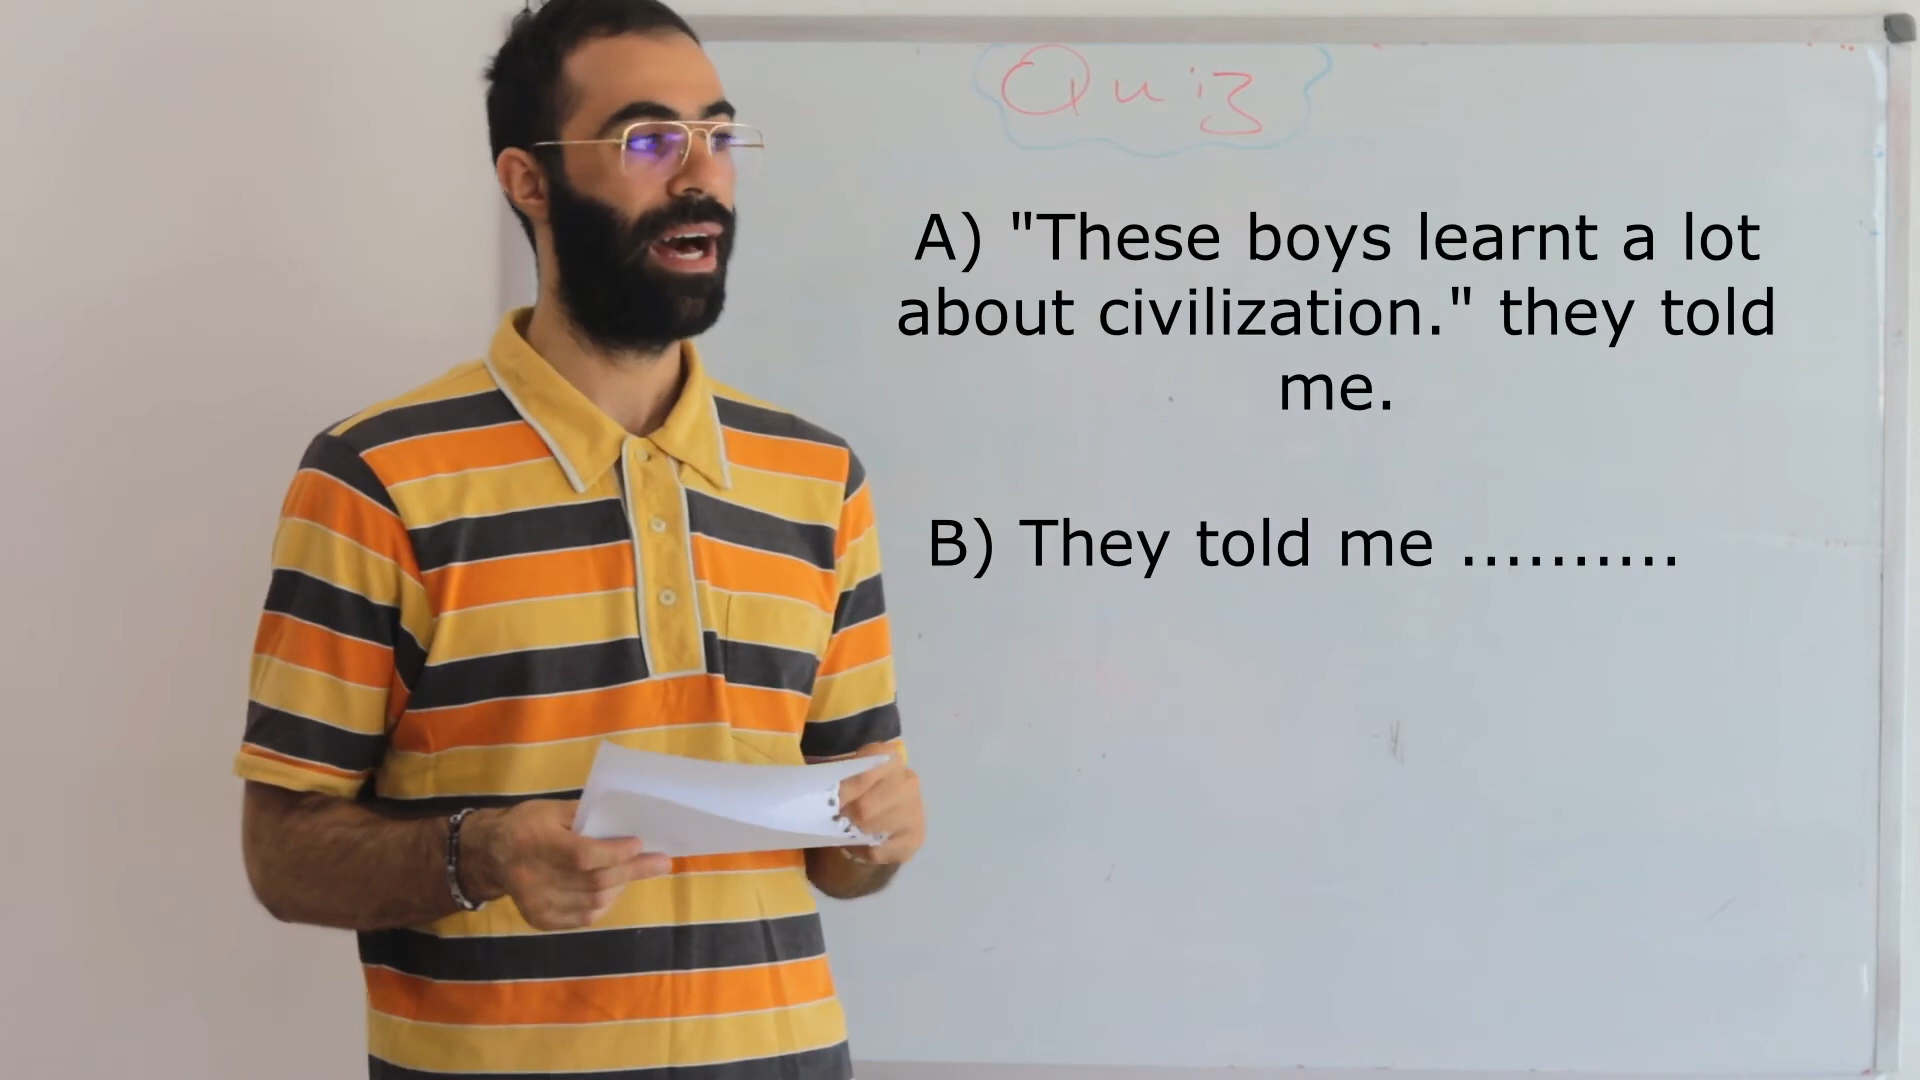 Quiz
A) "These boys learnt a lot
about civilization." they told
me.
B) They told me ..........